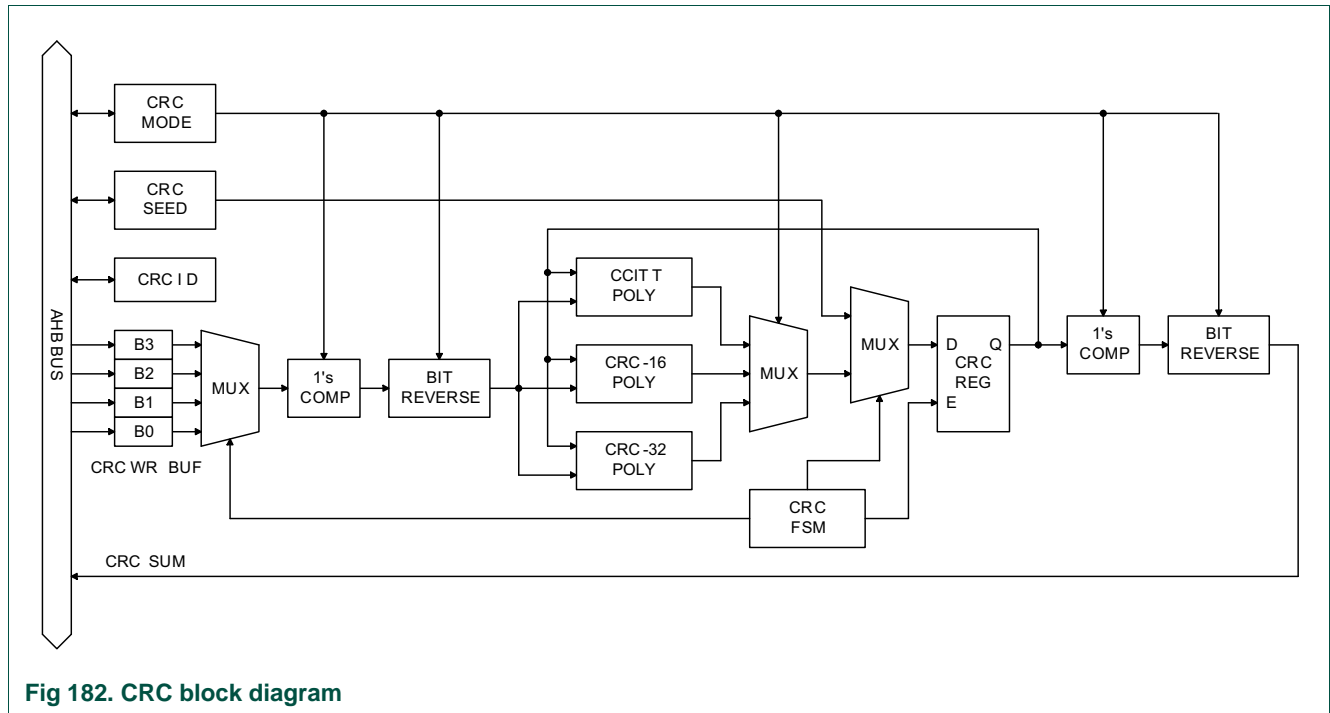 CRC
MODE
CRC
SEED
CRC ID
AHB BUS
B3
B2
B1
B0
CRC WR BUF
MUX
1's
COMP
BIT
REVERSE
CCITT
POLY
CRC-16
POLY
CRC-32
POLY
MUX
MUX
D Q
CRC
REG
E
1's
COMP
BIT
REVERSE
CRC
FSM
CRC SUM
Fig 182. CRC block diagram